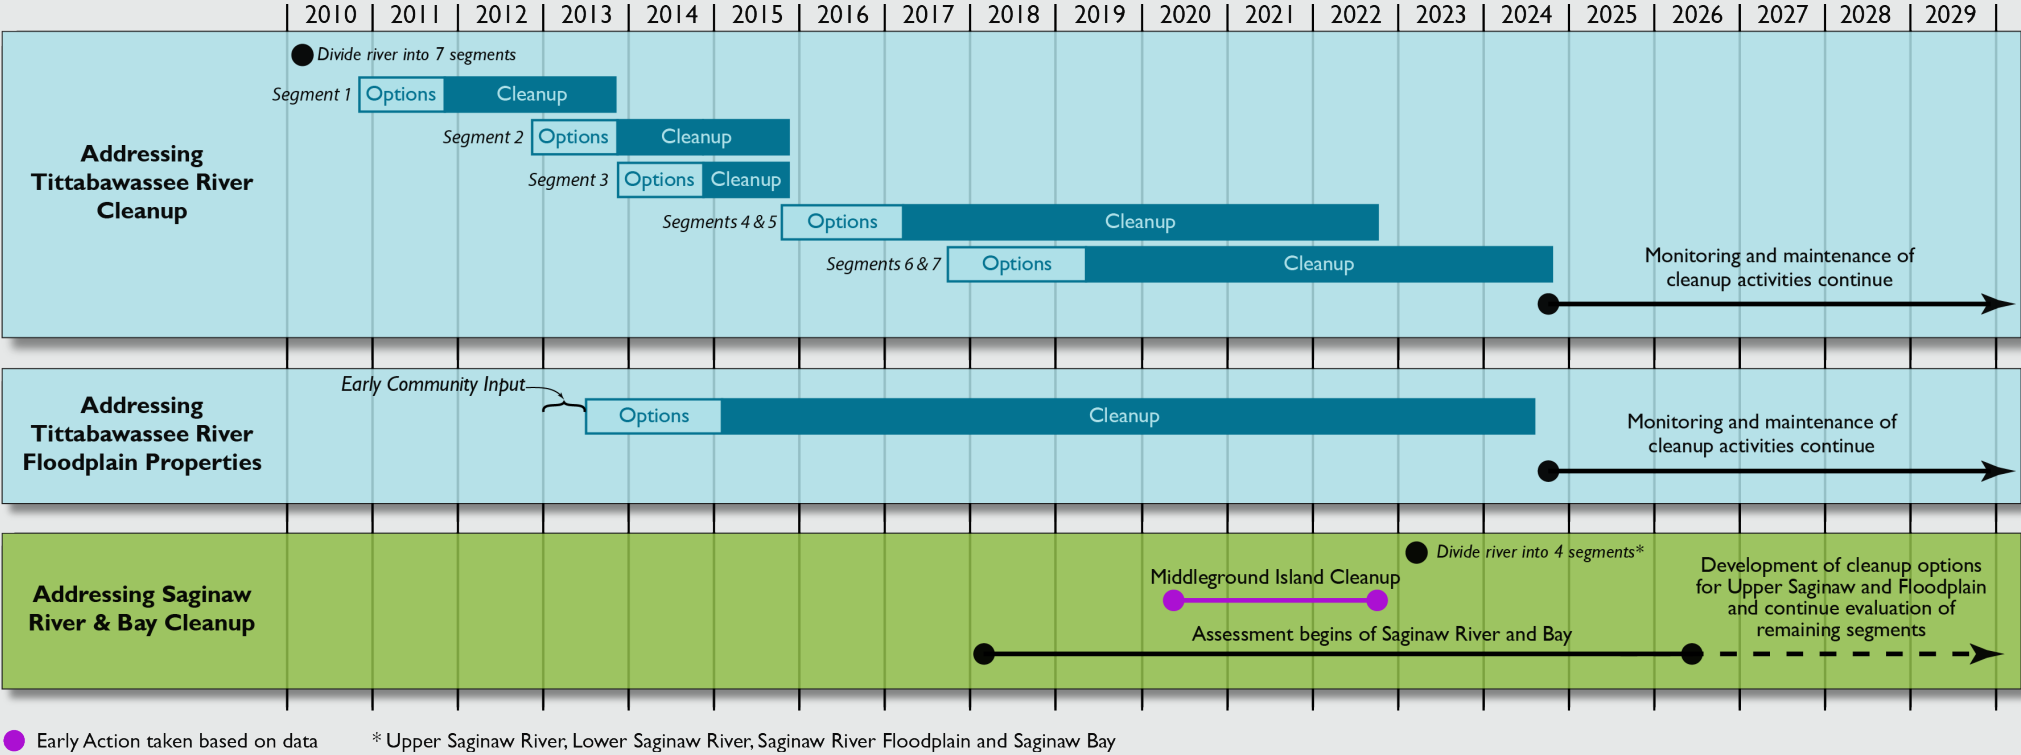 2010 2011 2012 2013 2014 2015 2016 2017 2018 2019 2020 2021 2022 2023 2024 2025 2026 2027 2028 2029
Addressing
Tittabawassee River
Cleanup
Divide river into 7 segments
Segment 1 Options Cleanup
Segment 2 Options Cleanup
Segment 3 Options Cleanup
Segments 4 & 5 Options Cleanup
Segments 6 & 7 Options Cleanup
Monitoring and maintenance of
cleanup activities continue
Addressing
Tittabawassee River
Floodplain Properties
Early Community Input
Options Cleanup
Monitoring and maintenance of
cleanup activities continue
Addressing Saginaw
River & Bay Cleanup
Divide river into 4 segments*
Middleground Island Cleanup
Assessment begins of Saginaw River and Bay
Development of cleanup options
for Upper Saginaw and Floodplain
and continue evaluation of
remaining segments
Early Action taken based on data
* Upper Saginaw River, Lower Saginaw River, Saginaw River Floodplain and Saginaw Bay